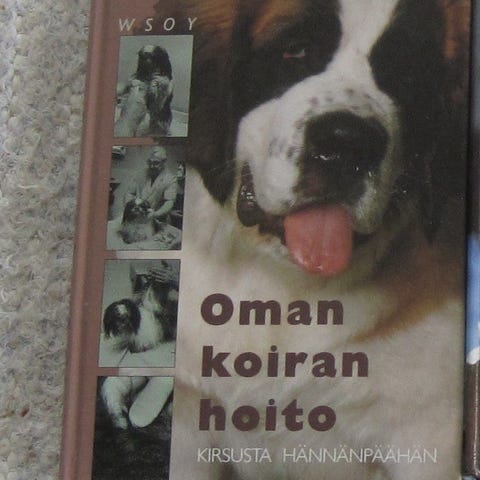 WSOY
Oman
koiran
hoito
KIRSUSTA HÄNNÄNPÄÄHÄN